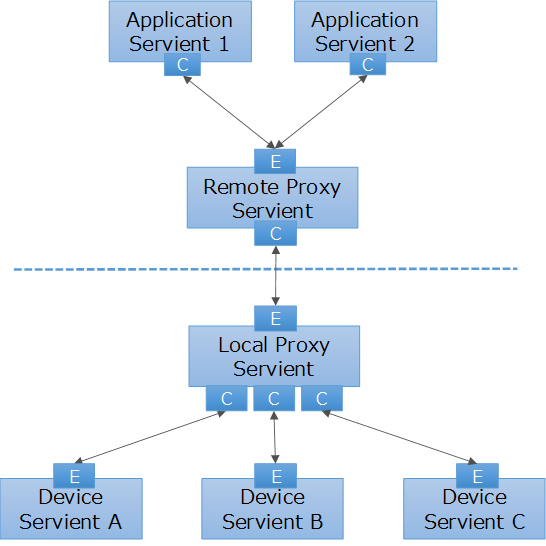 Application
Servient 1
C
Application
Servient 2
C
E
Remote Proxy
Servient
C
E
Local Proxy
Servient
C
C
C
E
Device
Servient A
E
Device
Servient B
E
Device
Servient C